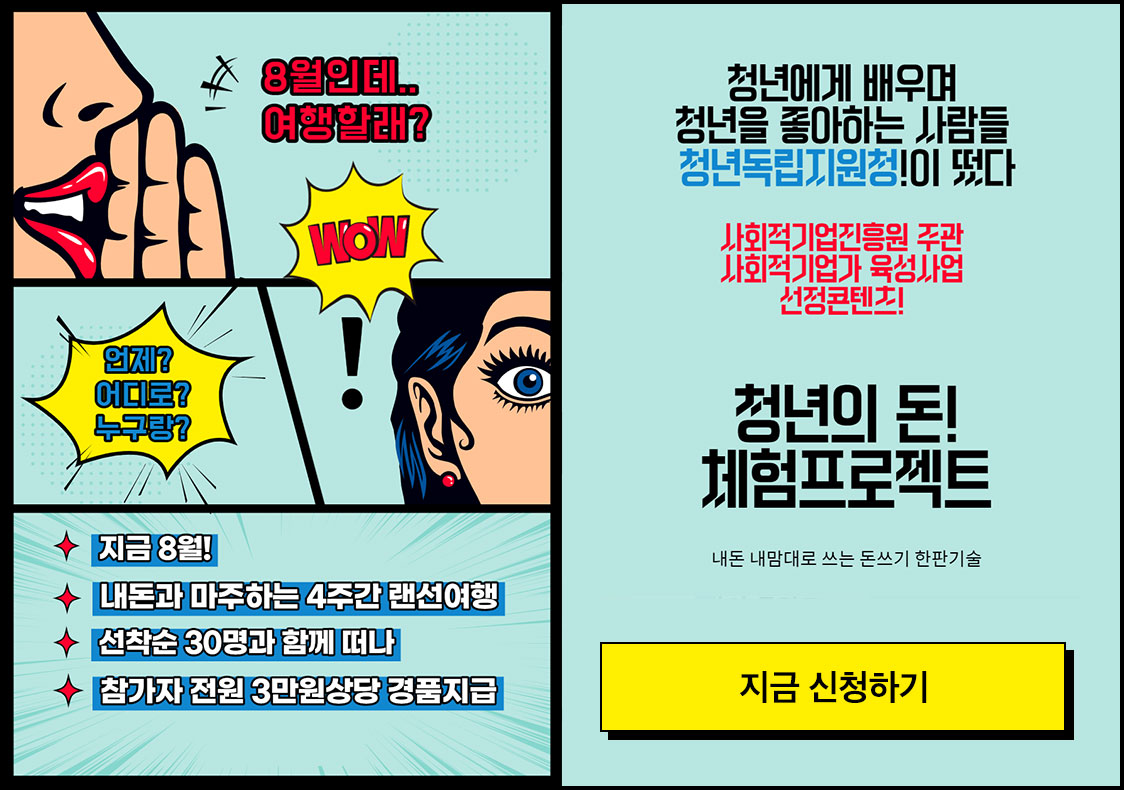 8월인데..
여행할래?
WOW
언제?
어디로?
누구랑?
!
지금 8월!
내돈과 마주하는 4주간 랜선여행
선착순 30명과 함께 떠나
참가자 전원 3만원상당 경품지급
청년에게 배우며
청년을 좋아하는 사람들
청년독립지원청!이 떴다
사회적기업진흥원 주관
사회적기업가 육성사업
선정콘텐츠!
청년의 돈!
체험프로젝트
내돈 내맘대로 쓰는 돈쓰기 한판기술
지금 신청하기